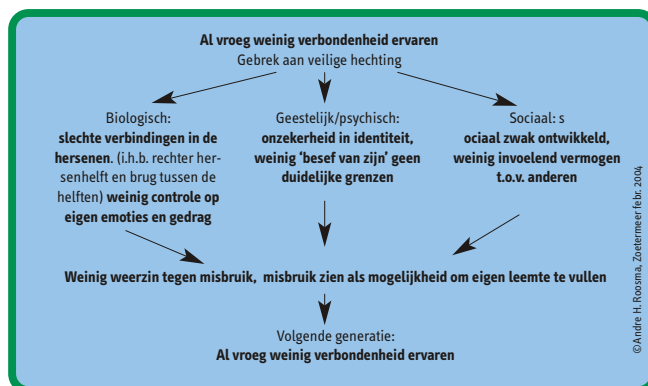 Al vroeg weinig verbondenheid ervaren
Gebrek aan veilige hechting
Biologisch:
slechte verbindingen in de
hersenen. (i.h.b. rechter her-
senhelft en brug tussen de
helften) weinig controle op
eigen emoties en gedrag
Geestelijk/psychisch:
onzekerheid in identiteit,
weinig ‘besef van zijn’ geen
duidelijke grenzen
Sociaal: s
ociaal zwak ontwikkeld,
weinig invoelend vermogen
t.o.v. anderen
Weinig weerzin tegen misbruik, misbruik zien als mogelijkheid om eigen leemte te vullen
Volgende generatie:
Al vroeg weinig verbondenheid ervaren
©Andre H. Roosma, Zoetermeer febr. 2004